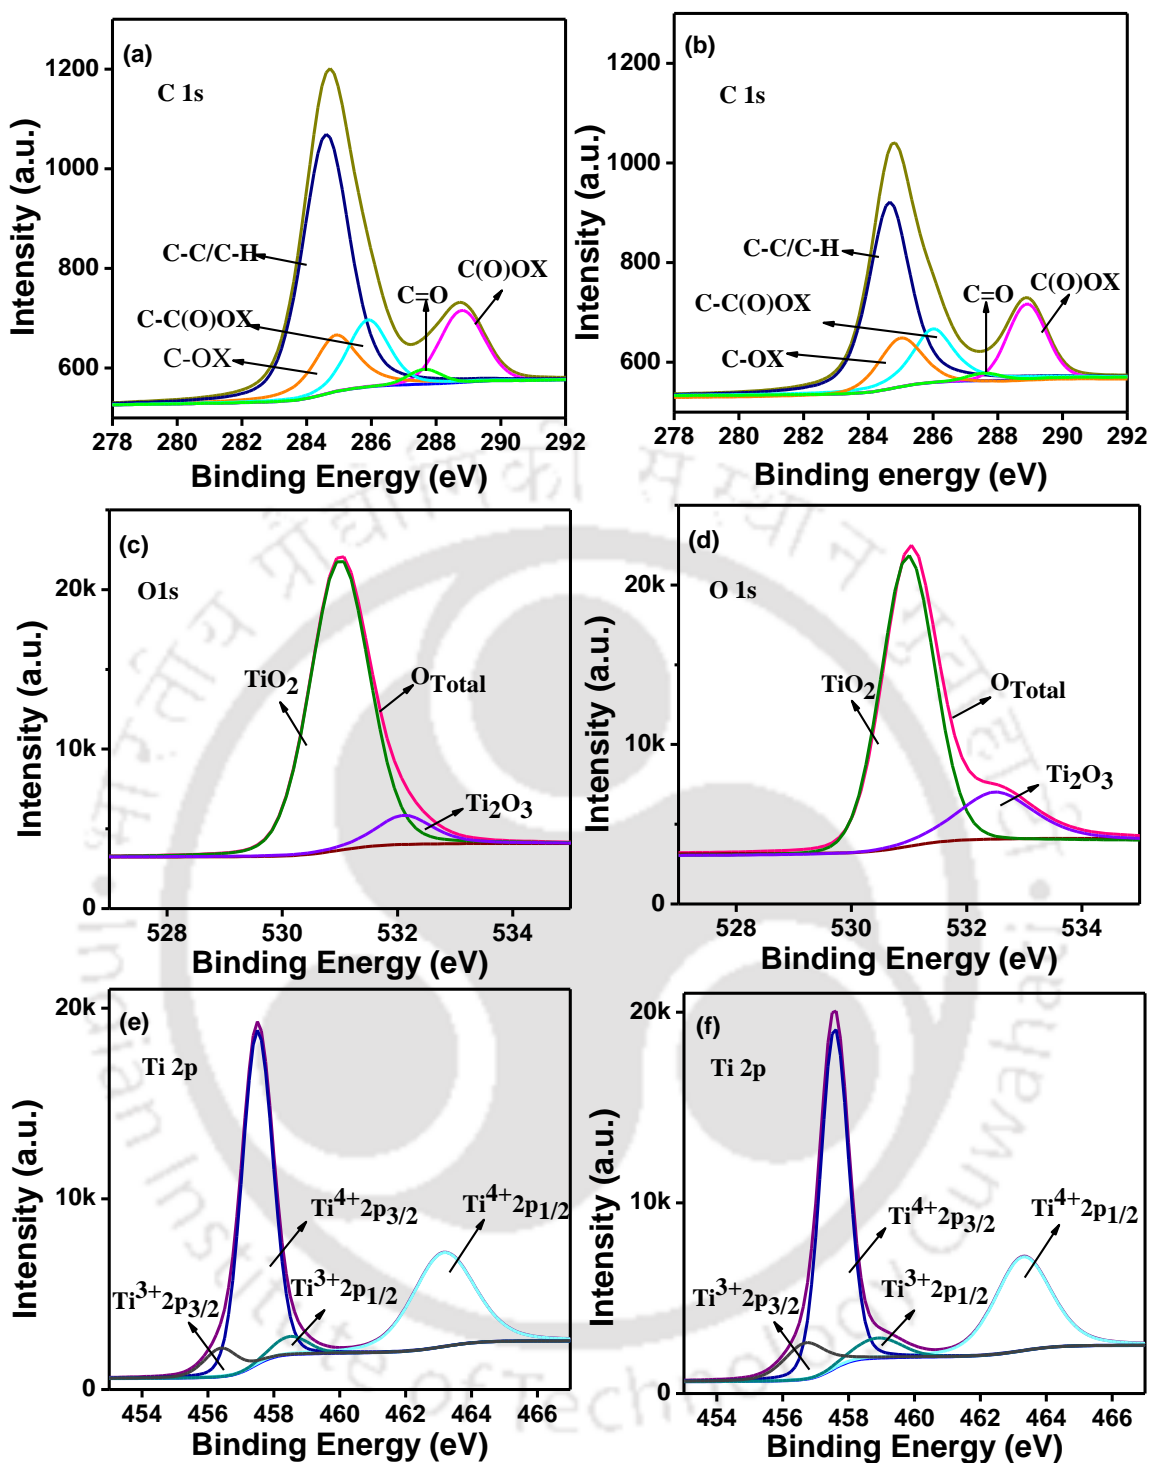 (a)
C 1s
C-C/C-H
C-C(O)OX
C-OX
C=O
C(O)OX
Intensity (a.u.)
1200
1000
800
600
278 280 282 284 286 288 290 292
Binding Energy (eV)
(b)
C 1s
C-C/C-H
C-C(O)OX
C-OX
C=O
C(O)OX
Intensity (a.u.)
1200
1000
800
600
278 280 282 284 286 288 290 292
Binding energy (eV)
(c)
O1s
TiO2
OTotal
Ti2O3
Intensity (a.u.)
20k
10k
0
528 530 532 534
Binding Energy (eV)
(d)
O 1s
TiO2
OTotal
Ti2O3
Intensity (a.u.)
20k
10k
0
528 530 532 534
Binding Energy (eV)
(e)
Ti 2p
Ti3+2p3/2
Ti4+2p3/2
Ti3+2p1/2
Ti4+2p1/2
Intensity (a.u.)
20k
10k
0
454 456 458 460 462 464 466
Binding Energy (eV)
(f)
Ti 2p
Ti3+2p3/2
Ti4+2p3/2
Ti3+2p1/2
Ti4+2p1/2
Intensity (a.u.)
20k
10k
0
454 456 458 460 462 464 466
Binding Energy (eV)
Indian Institute of Technology Guwahati